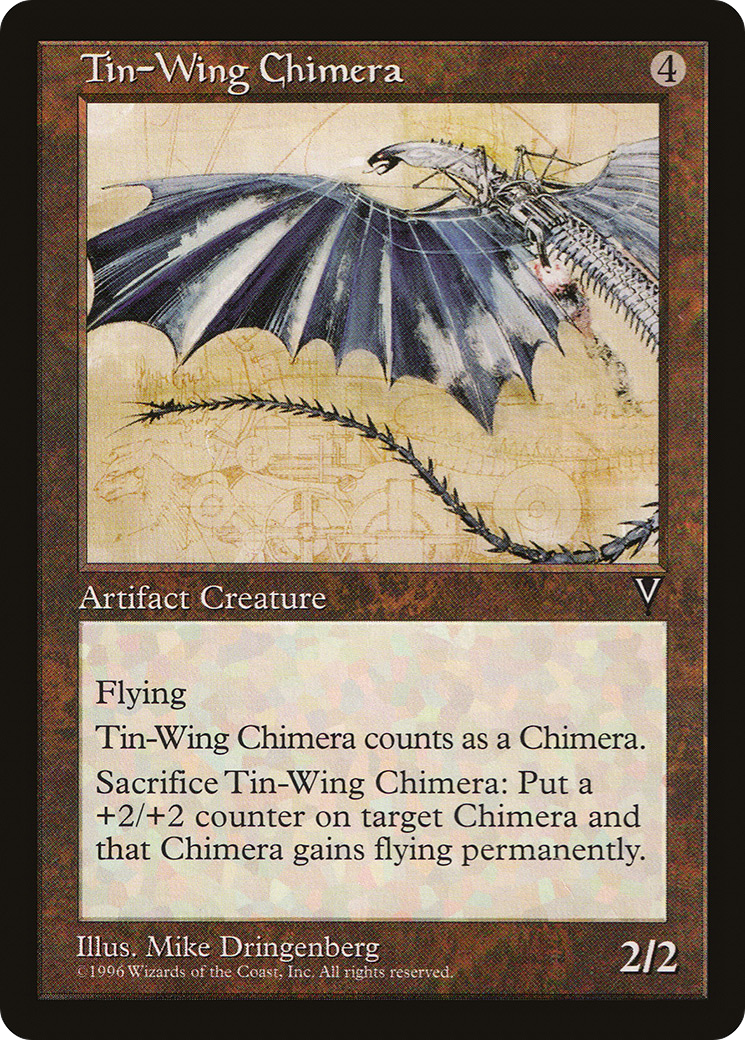 Tin-Wing Chimera 4
Artifact Creature V
Flying
Tin-Wing Chimera counts as a Chimera.
Sacrifice Tin-Wing Chimera: Put a
+2/+2 counter on target Chimera and
that Chimera gains flying permanently.
Illus. Mike Dringenberg
©1996 Wizards of the Coast, Inc. All rights reserved.
2/2